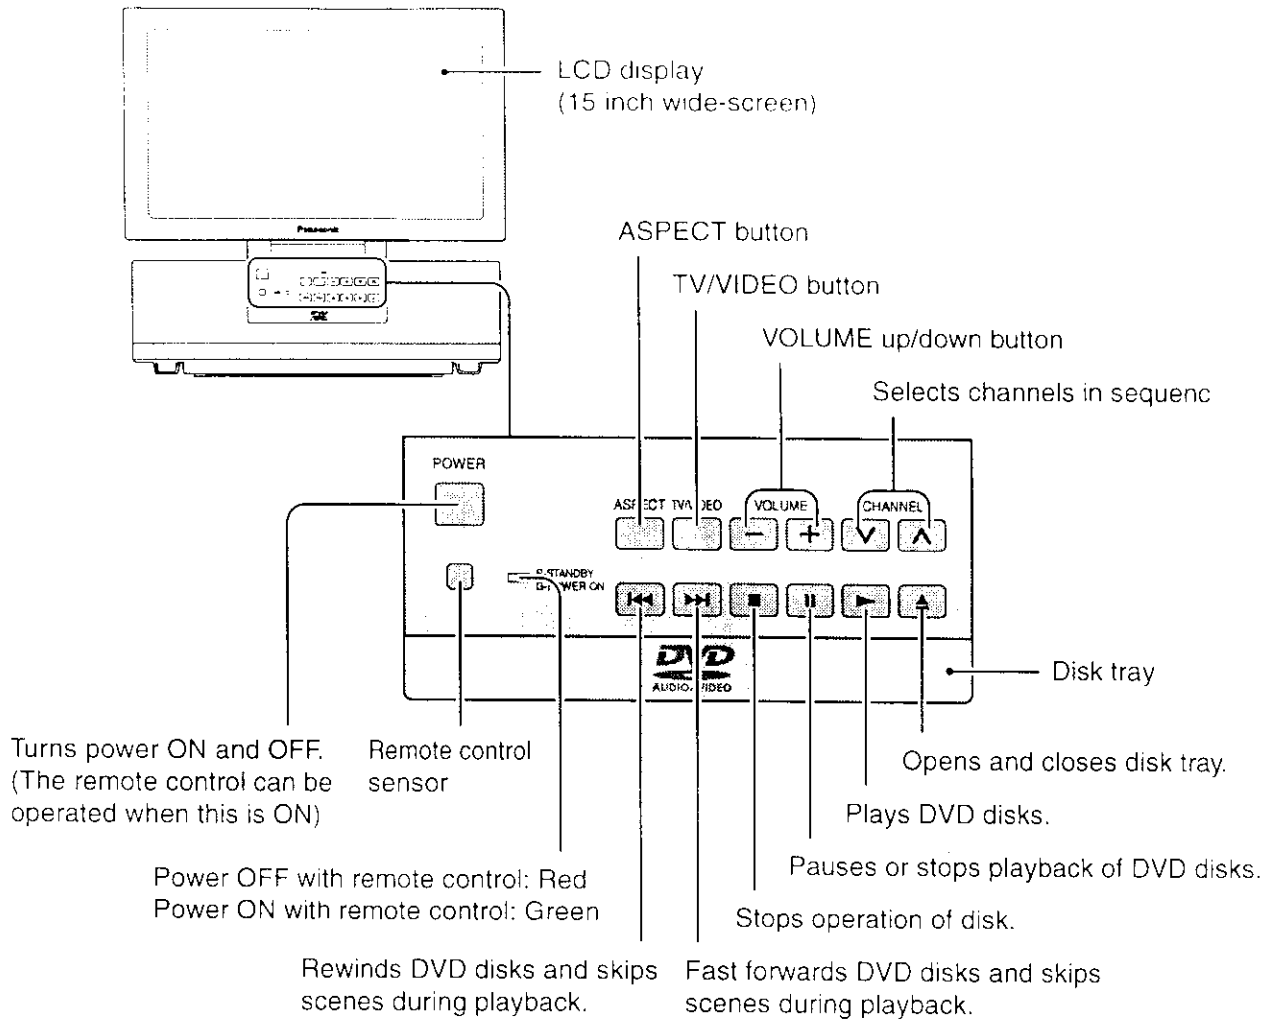 LCD display
(15 inch wide-screen)
Panasonic
ASPECT button
TV/VIDEO button
VOLUME up/down button
Selects channels in sequenc
POWER
ASPECT TV/VIDEO VOLUME CHANNEL
R-STANDBY
G-POWER ON
DVD
AUDIO/VIDEO
Disk tray
Turns power ON and OFF.
(The remote control can be
operated when this is ON)
Remote control
sensor
Opens and closes disk tray.
Plays DVD disks.
Pauses or stops playback of DVD disks.
Power OFF with remote control: Red
Power ON with remote control: Green
Stops operation of disk.
Rewinds DVD disks and skips
scenes during playback.
Fast forwards DVD disks and skips
scenes during playback.